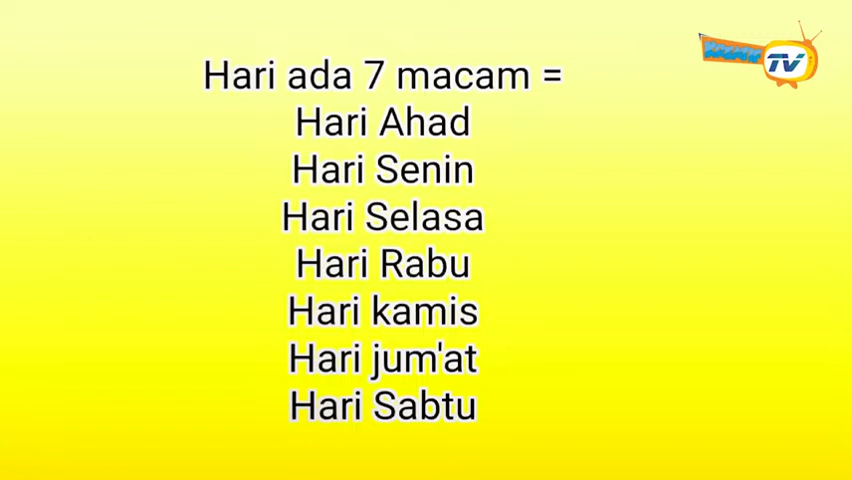 Hari ada 7 macam =
Hari Ahad
Hari Senin
Hari Selasa
Hari Rabu
Hari kamis
Hari jum'at
Hari Sabtu
TV